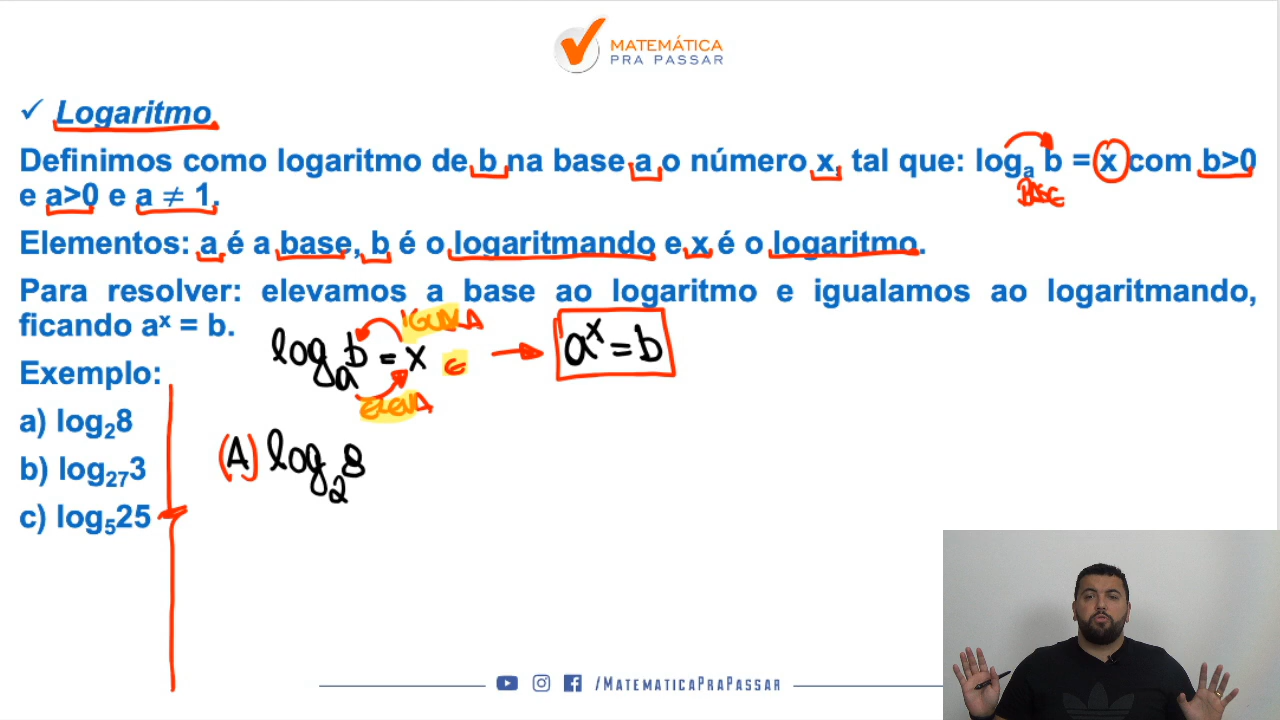 MATEMÁTICA
PRA PASSAR
✓ Logaritmo
Definimos como logaritmo de b na base a o número x, tal que: logₐ b = x com b>0
BASE
e a>0 e a ≠ 1.
Elementos: a é a base, b é o logaritmando e x é o logaritmo.
Para resolver: elevamos a base ao logaritmo e igualamos ao logaritmando,
ficando aˣ = b.
IGUALA
logₐb = x e → aˣ = b
ELEVA
Exemplo:
a) log₂8
(A) log₂8
b) log₂₇3
c) log₅25
/MatematicaPraPassar